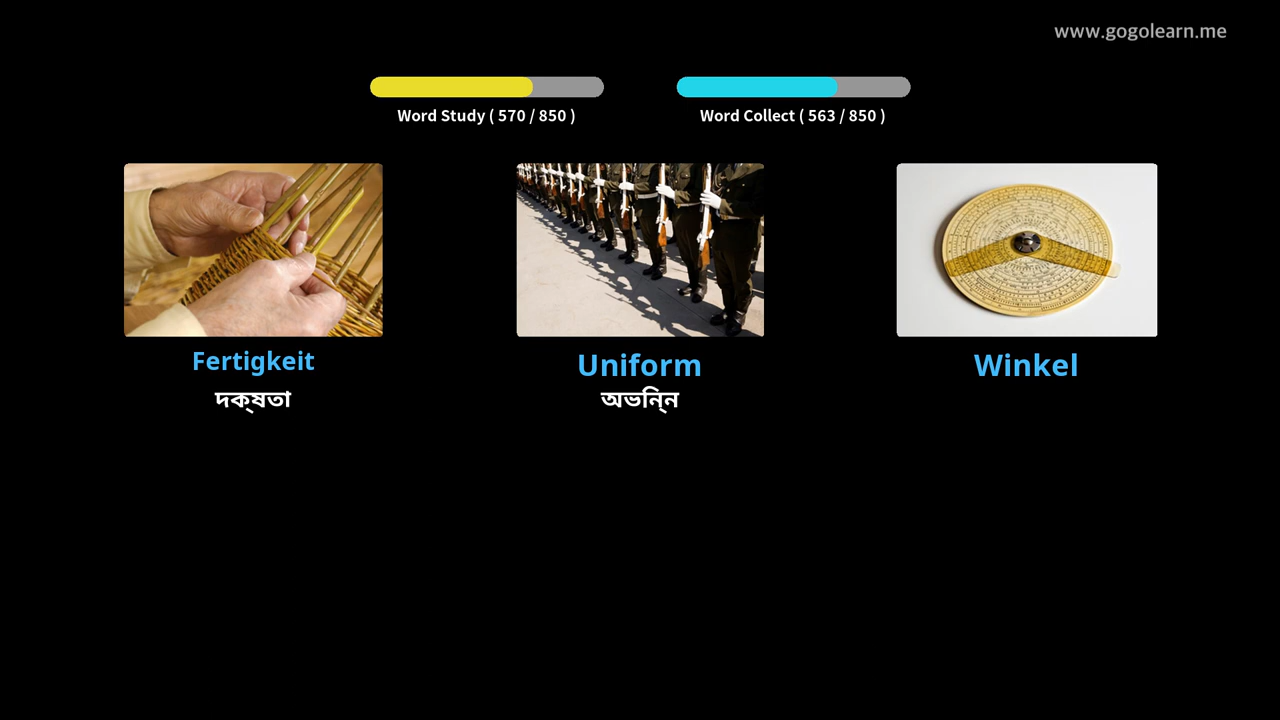 www.gogolearn.me
Word Study ( 570 / 850 )
Word Collect ( 563 / 850 )
Fertigkeit
Uniform
Winkel
দক্ষতা
অভিন্ন